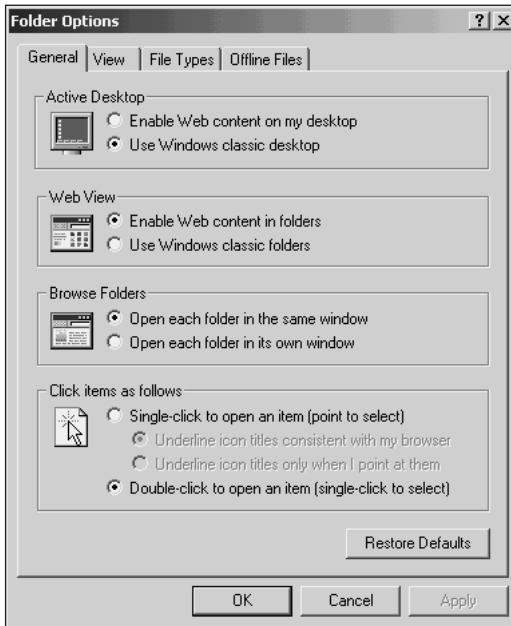 Folder Options
General View File Types Offline Files
Active Desktop
Enable Web content on my desktop
Use Windows classic desktop
Web View
Enable Web content in folders
Use Windows classic folders
Browse Folders
Open each folder in the same window
Open each folder in its own window
Click items as follows
Single-click to open an item (point to select)
Underline icon titles consistent with my browser
Underline icon titles only when I point at them
Double-click to open an item (single-click to select)
Restore Defaults
OK Cancel Apply